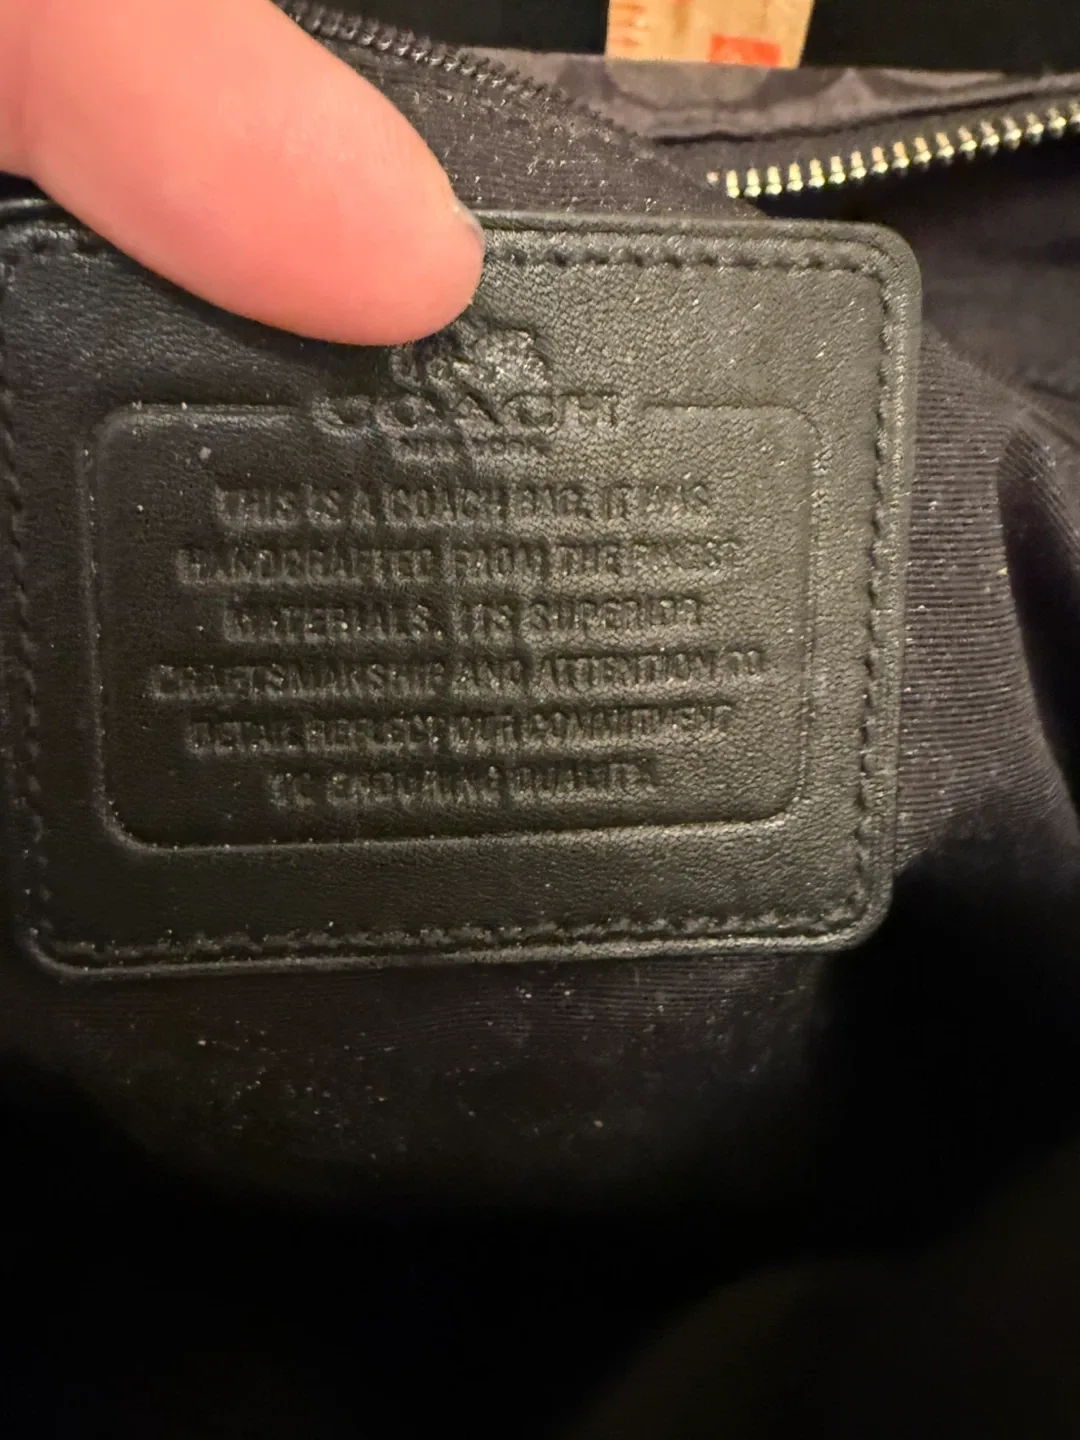 COACH
NEW YORK
THIS IS A COACH BAG. IT WAS
HANDCRAFTED FROM THE FINEST
MATERIALS. ITS SUPERIOR
CRAFTSMANSHIP AND ATTENTION TO
DETAIL REFLECT OUR COMMITMENT
TO ENDURING QUALITY.